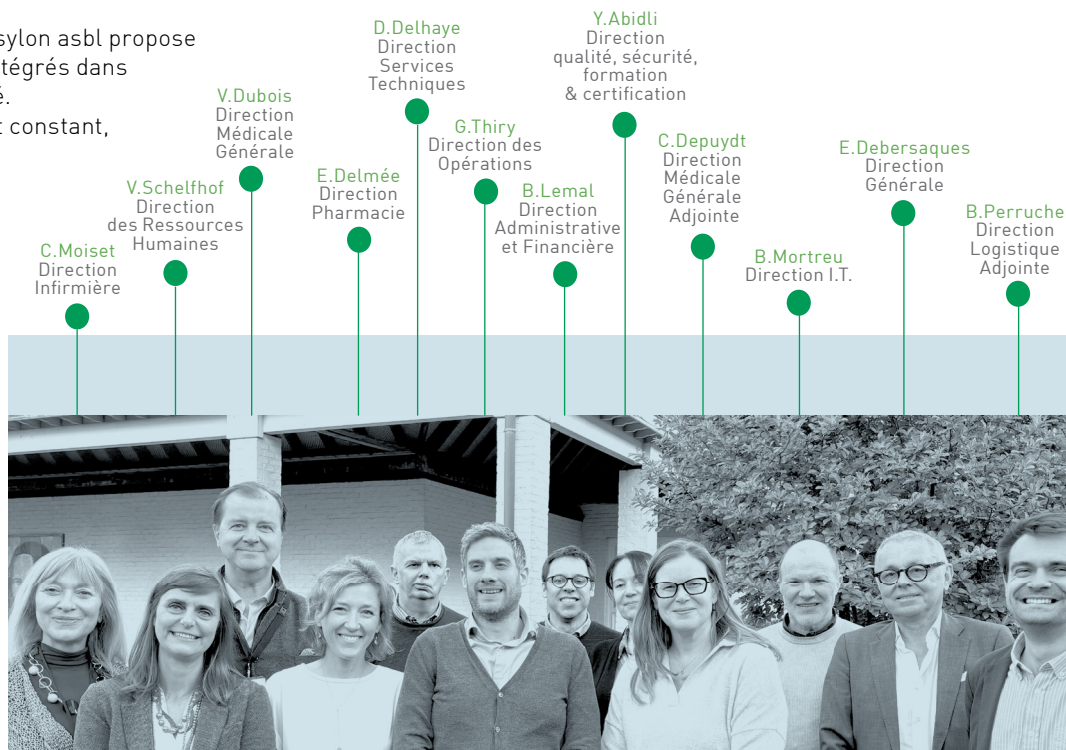 asbl propose
dans
constant,
D.Delhaye
Direction
Services
Techniques
Y.Abidli
Direction
qualité, sécurité,
formation
& certification
V.Dubois
Direction
Médicale
Générale
G.Thiry
Direction des
Opérations
C.Depuydt
Direction
Médicale
Générale
Adjointe
E.Debersaques
Direction
Générale
E.Delmée
Direction
Pharmacie
V.Schelfhof
Direction
des Ressources
Humaines
B.Lemal
Direction
Administrative
et Financière
B.Perruche
Direction
Logistique
Adjointe
C.Moiset
Direction
Infirmière
B.Mortreu
Direction I.T.